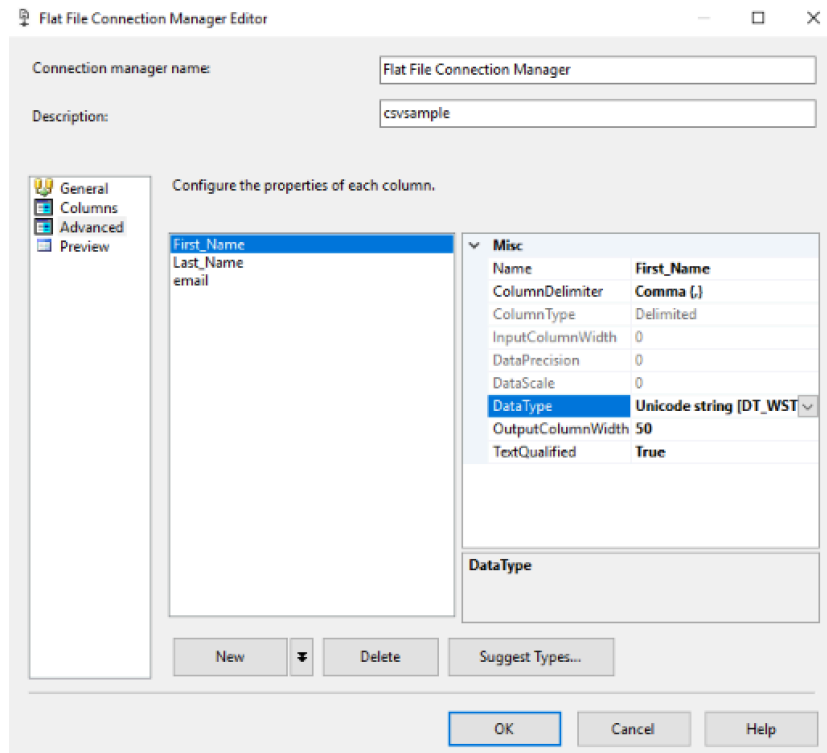 Flat File Connection Manager Editor
Connection manager name: Flat File Connection Manager
Description: csvsample
General
Columns
Advanced
Preview
Configure the properties of each column.
First_Name
Last_Name
email
Misc
Name First_Name
ColumnDelimiter Comma {,}
ColumnType Delimited
InputColumnWidth 0
DataPrecision 0
DataScale 0
DataType Unicode string [DT_WST
OutputColumnWidth 50
TextQualified True
DataType
New Delete Suggest Types...
OK Cancel Help